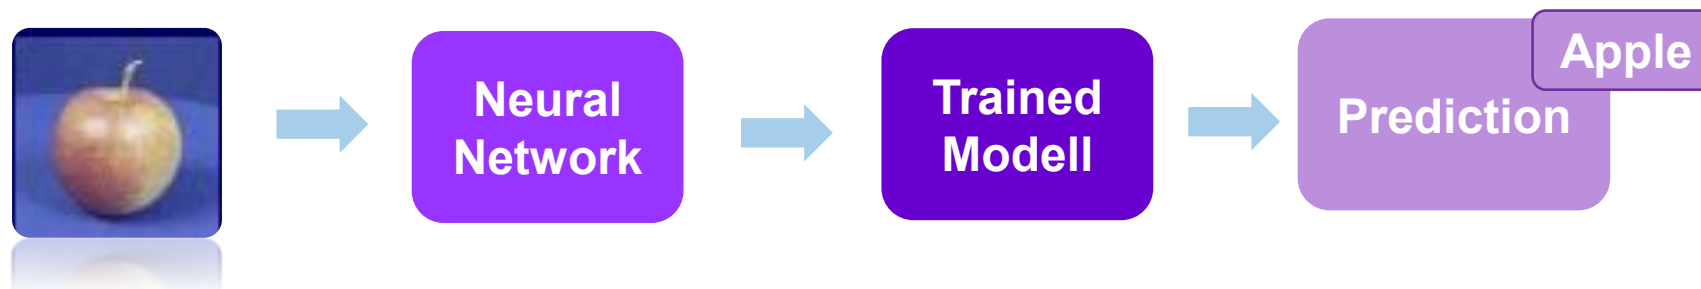 Neural
Network
Trained
Modell
Prediction
Apple